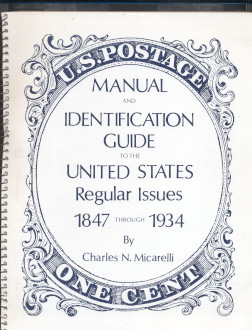 U.S. POSTAGE
MANUAL
AND
IDENTIFICATION
GUIDE
TO THE
UNITED STATES
Regular Issues
1847 THROUGH 1934
By
Charles N. Micarelli
ONE CENT